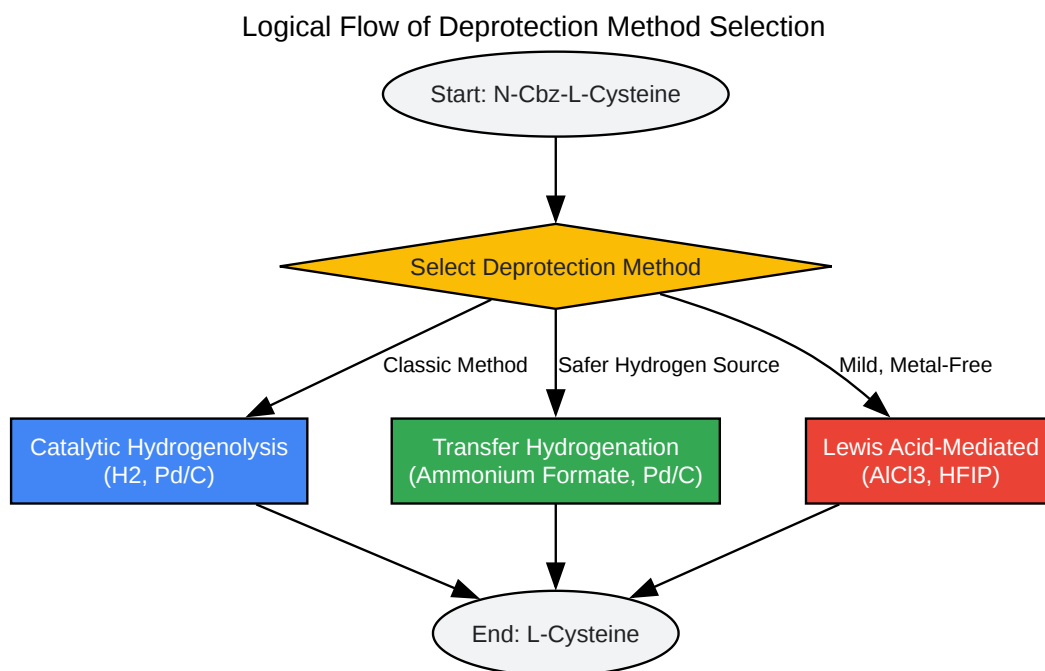 Logical Flow of Deprotection Method Selection
Start: N-Cbz-L-Cysteine
Select Deprotection Method
Classic Method
Safer Hydrogen Source
Mild, Metal-Free
Catalytic Hydrogenolysis
(H2, Pd/C)
Transfer Hydrogenation
(Ammonium Formate, Pd/C)
Lewis Acid-Mediated
(AlCl3, HFIP)
End: L-Cysteine